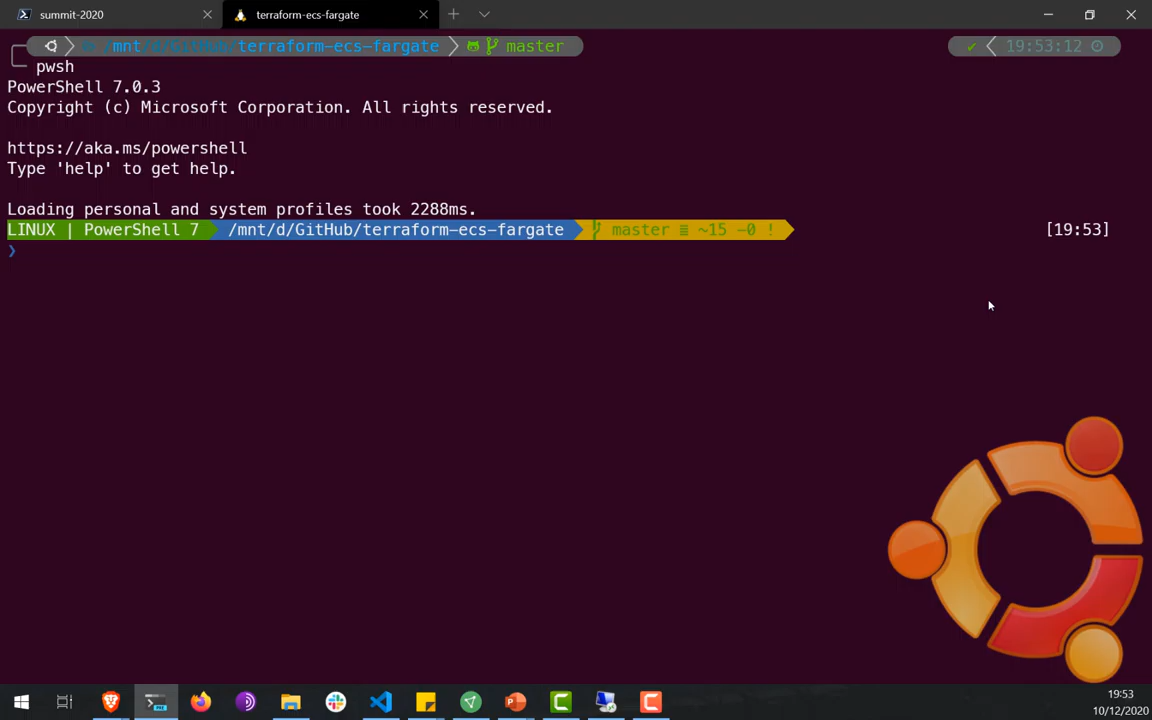 summit-2020
terraform-ecs-fargate
/mnt/d/GitHub/terraform-ecs-fargate master
19:53:12
pwsh
PowerShell 7.0.3
Copyright (c) Microsoft Corporation. All rights reserved.
https://aka.ms/powershell
Type 'help' to get help.
Loading personal and system profiles took 2288ms.
LINUX | PowerShell 7 /mnt/d/GitHub/terraform-ecs-fargate master ≡ ~15 -0 ! [19:53]
❯
19:53
10/12/2020